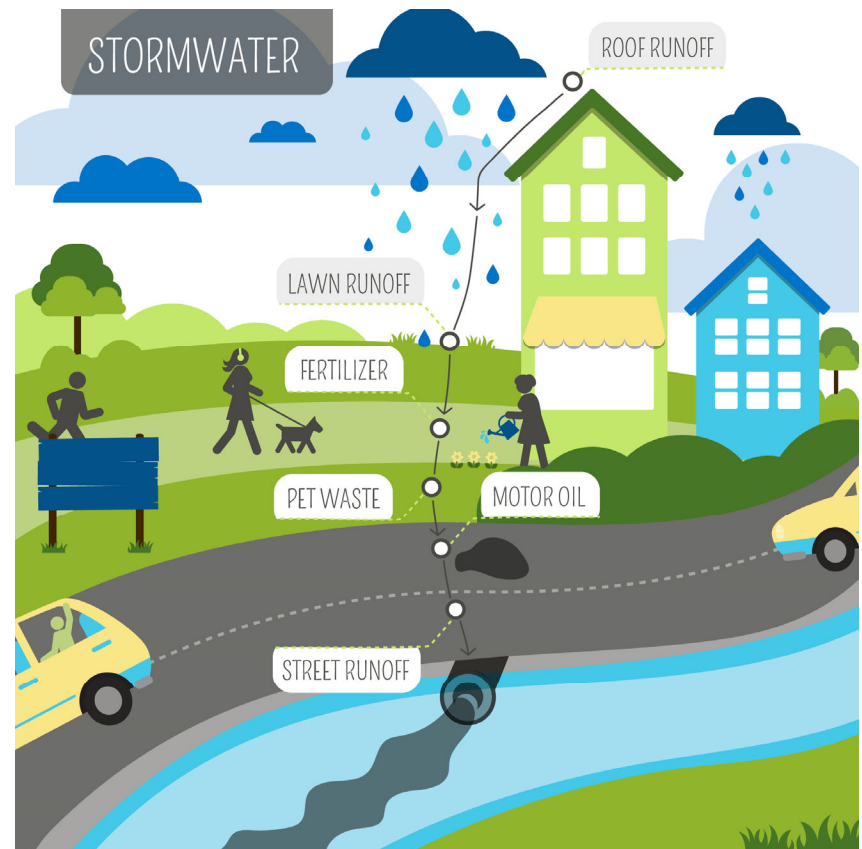 STORMWATER
ROOF RUNOFF
LAWN RUNOFF
FERTILIZER
PET WASTE
MOTOR OIL
STREET RUNOFF